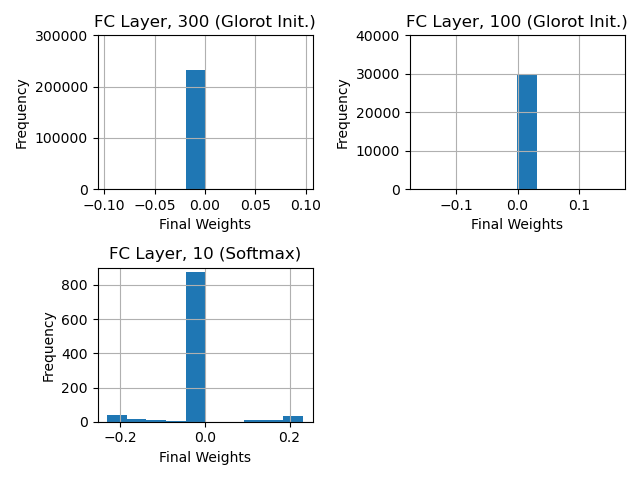 FC Layer, 300 (Glorot Init.)
300000
200000
100000
0
Frequency
−0.10 −0.05 0.00 0.05 0.10
Final Weights
FC Layer, 100 (Glorot Init.)
40000
30000
20000
10000
0
Frequency
−0.1 0.0 0.1
Final Weights
FC Layer, 10 (Softmax)
800
600
400
200
0
Frequency
−0.2 0.0 0.2
Final Weights